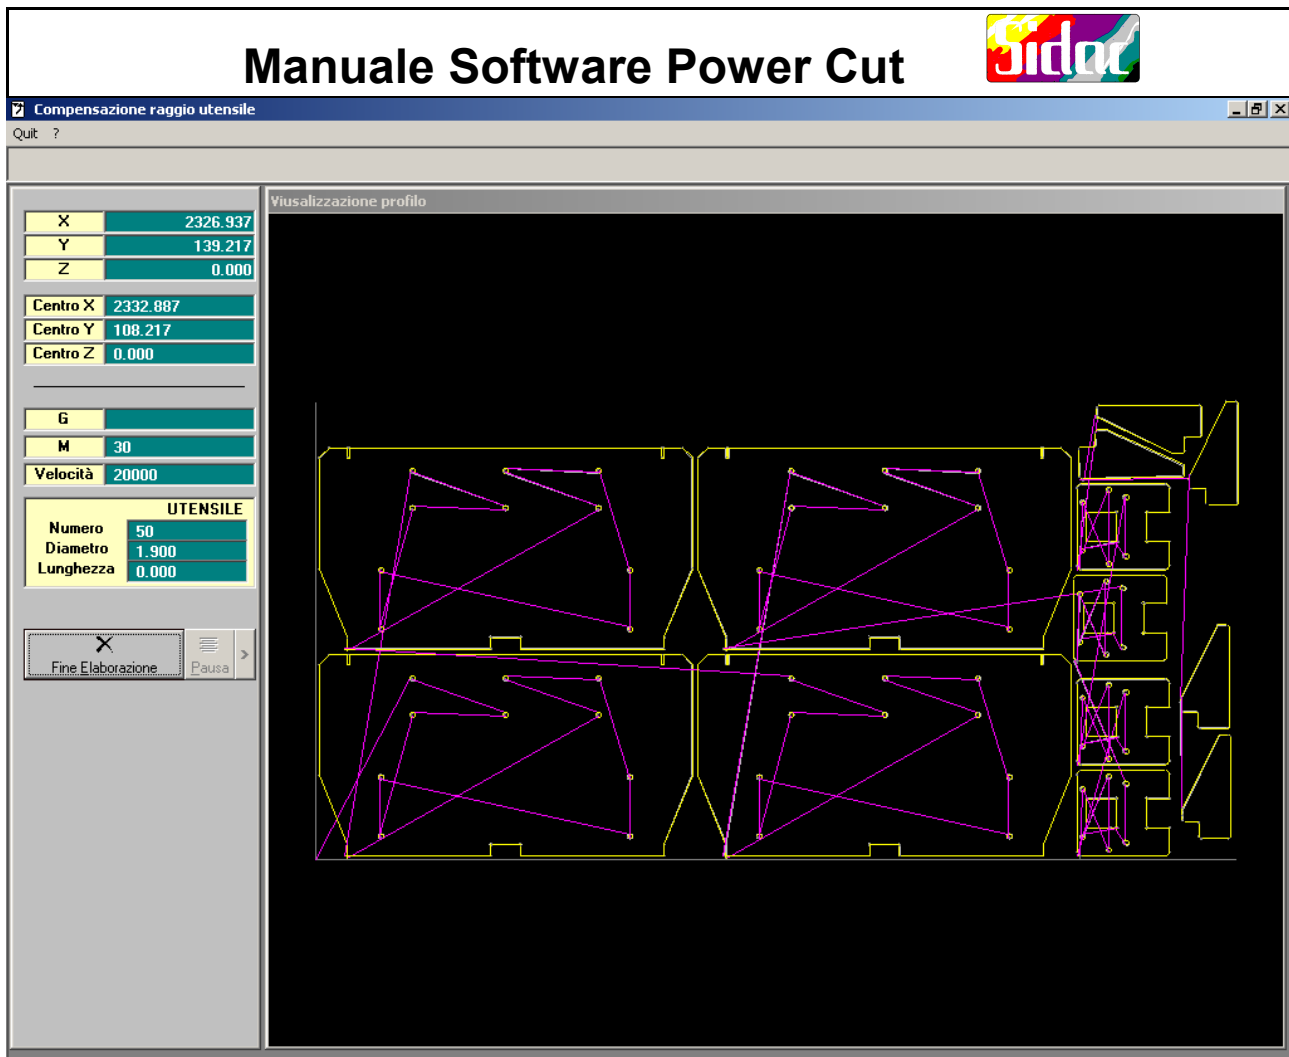 Manuale Software Power Cut
Sidac
Compensazione raggio utensile
Quit ?
Viusalizzazione profilo
X 2326.937
Y 139.217
Z 0.000
Centro X 2332.887
Centro Y 108.217
Centro Z 0.000
G
M 30
Velocità 20000
UTENSILE
Numero 50
Diametro 1.900
Lunghezza 0.000
Fine Elaborazione
Pausa
>